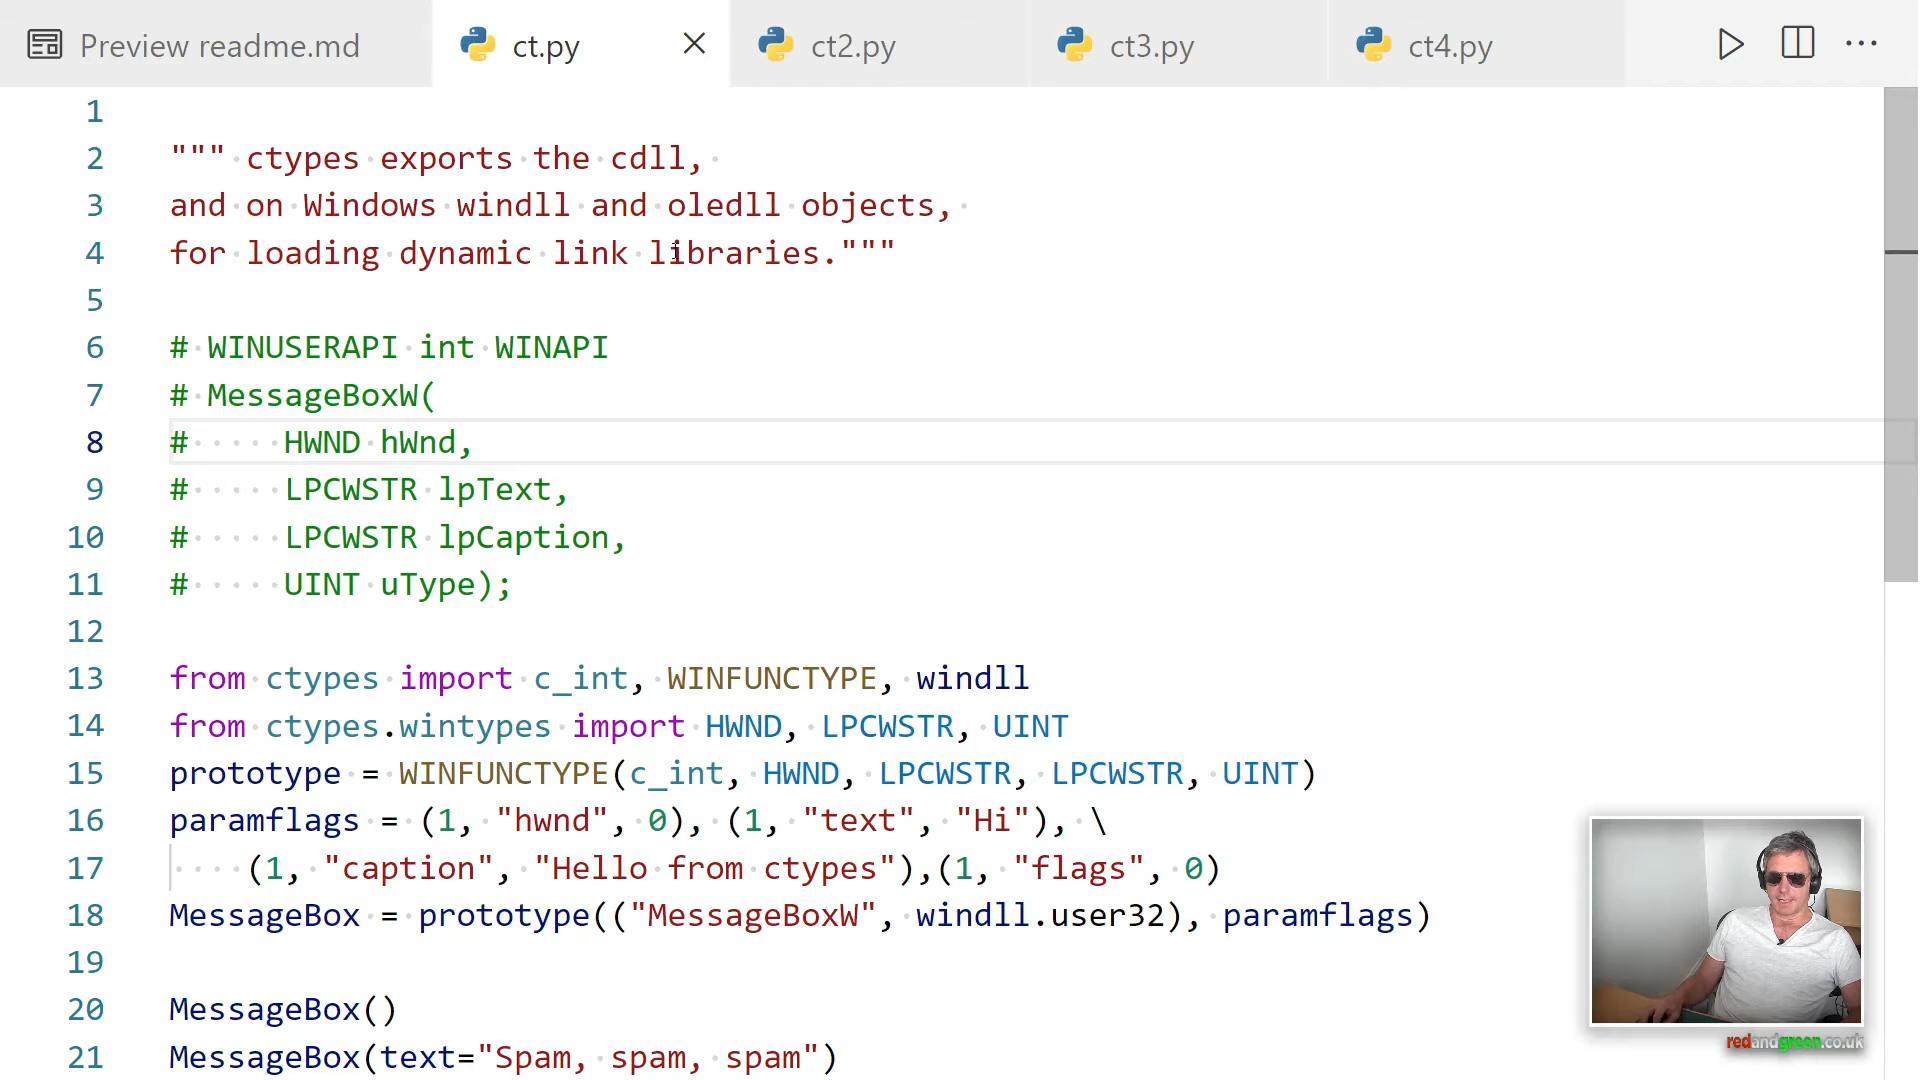 Preview readme.md ct.py ct2.py ct3.py ct4.py
1
2 """ ctypes exports the cdll,
3 and on Windows windll and oledll objects,
4 for loading dynamic link libraries."""
5
6 # WINUSERAPI int WINAPI
7 # MessageBoxW(
8 #     HWND hWnd,
9 #     LPCWSTR lpText,
10 #     LPCWSTR lpCaption,
11 #     UINT uType);
12
13 from ctypes import c_int, WINFUNCTYPE, windll
14 from ctypes.wintypes import HWND, LPCWSTR, UINT
15 prototype = WINFUNCTYPE(c_int, HWND, LPCWSTR, LPCWSTR, UINT)
16 paramflags = (1, "hwnd", 0), (1, "text", "Hi"), \
17     (1, "caption", "Hello from ctypes"),(1, "flags", 0)
18 MessageBox = prototype(("MessageBoxW", windll.user32), paramflags)
19
20 MessageBox()
21 MessageBox(text="Spam, spam, spam")
redandgreen.co.uk